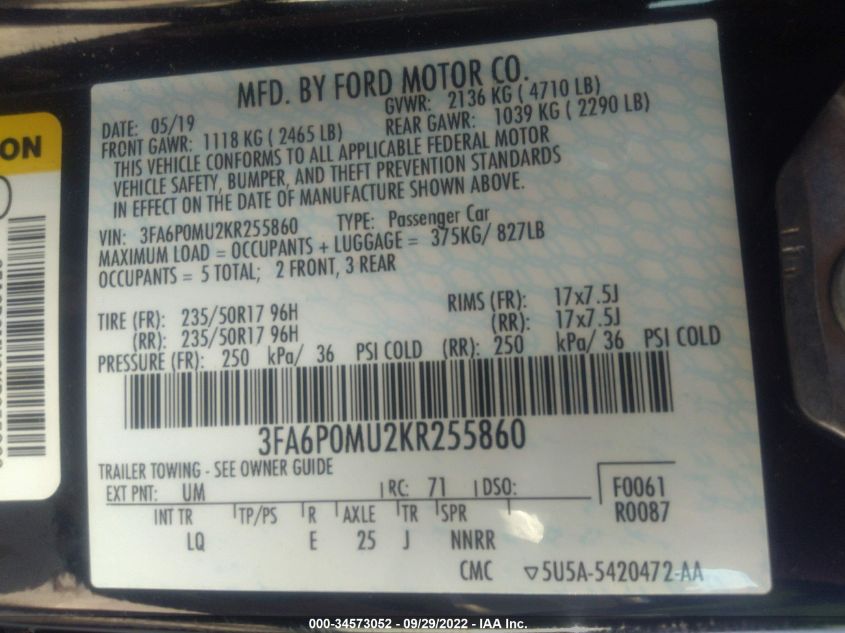 MFD. BY FORD MOTOR CO.
DATE: 05/19 GVWR: 2136 KG ( 4710 LB)
FRONT GAWR: 1118 KG ( 2465 LB) REAR GAWR: 1039 KG ( 2290 LB)
THIS VEHICLE CONFORMS TO ALL APPLICABLE FEDERAL MOTOR
VEHICLE SAFETY, BUMPER, AND THEFT PREVENTION STANDARDS
IN EFFECT ON THE DATE OF MANUFACTURE SHOWN ABOVE.
VIN: 3FA6P0MU2KR255860 TYPE: Passenger Car
MAXIMUM LOAD = OCCUPANTS + LUGGAGE = 375KG/ 827LB
OCCUPANTS = 5 TOTAL; 2 FRONT, 3 REAR
TIRE (FR): 235/50R17 96H RIMS (FR): 17x7.5J
(RR): 235/50R17 96H (RR): 17x7.5J
PRESSURE (FR): 250 kPa/ 36 PSI COLD (RR): 250 kPa/ 36 PSI COLD
3FA6P0MU2KR255860
TRAILER TOWING - SEE OWNER GUIDE
EXT PNT: UM RC: 71 DSO: F0061
INT TR TP/PS R AXLE TR SPR R0087
LQ E 25 J NNRR
CMC ▽5U5A-5420472-AA
ON
000-34573052 - 09/29/2022 - IAA Inc.